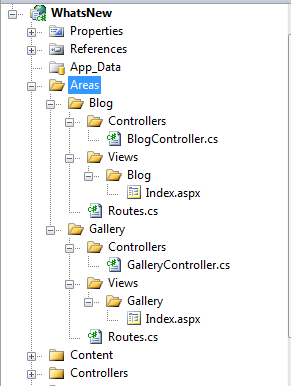 WhatsNew
Properties
References
App_Data
Areas
Blog
Controllers
BlogController.cs
Views
Blog
Index.aspx
Routes.cs
Gallery
Controllers
GalleryController.cs
Views
Gallery
Index.aspx
Routes.cs
Content
Controllers